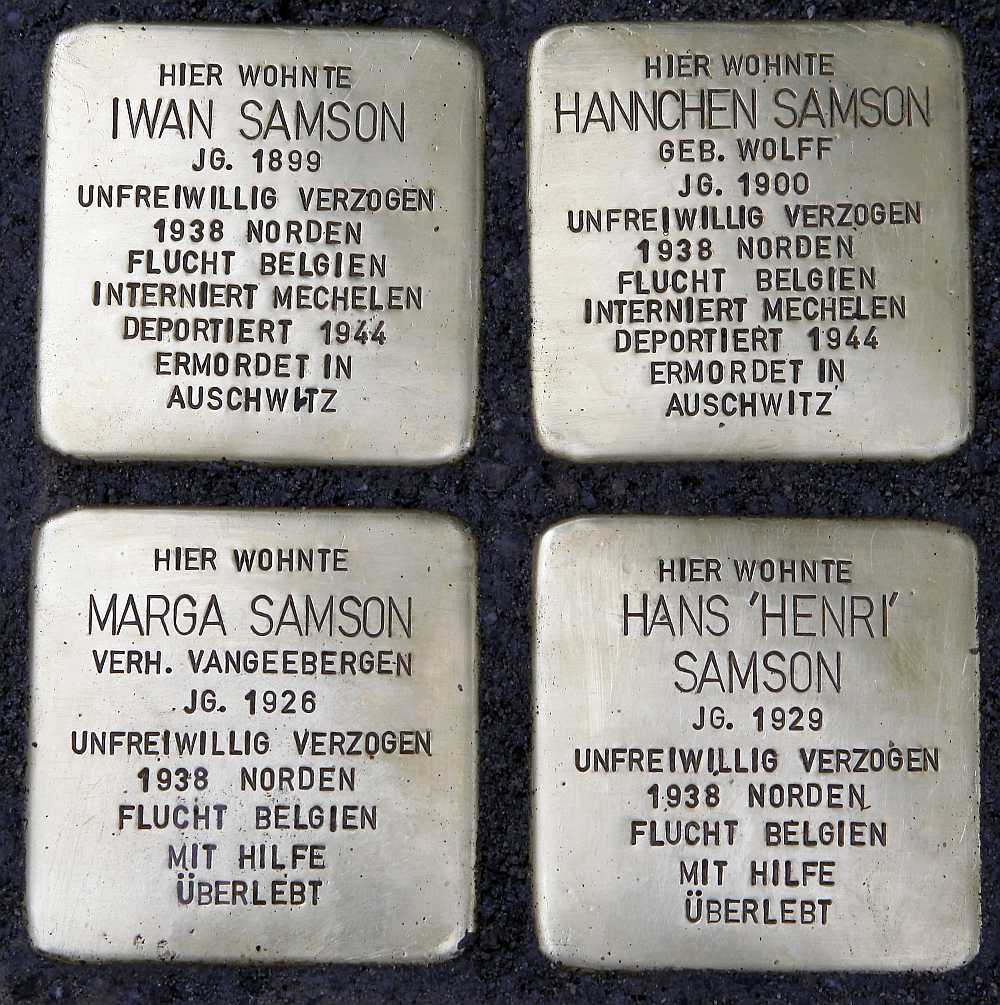 HIER WOHNTE
IWAN SAMSON
JG. 1899
UNFREIWILLIG VERZOGEN
1938 NORDEN
FLUCHT BELGIEN
INTERNIERT MECHELEN
DEPORTIERT 1944
ERMORDET IN
AUSCHWITZ
HIER WOHNTE
HANNCHEN SAMSON
GEB. WOLFF
JG. 1900
UNFREIWILLIG VERZOGEN
1938 NORDEN
FLUCHT BELGIEN
INTERNIERT MECHELEN
DEPORTIERT 1944
ERMORDET IN
AUSCHWITZ
HIER WOHNTE
MARGA SAMSON
VERH. VANGEEBERGEN
JG. 1926
UNFREIWILLIG VERZOGEN
1938 NORDEN
FLUCHT BELGIEN
MIT HILFE
ÜBERLEBT
HIER WOHNTE
HANS 'HENRI'
SAMSON
JG. 1929
UNFREIWILLIG VERZOGEN
1938 NORDEN
FLUCHT BELGIEN
MIT HILFE
ÜBERLEBT